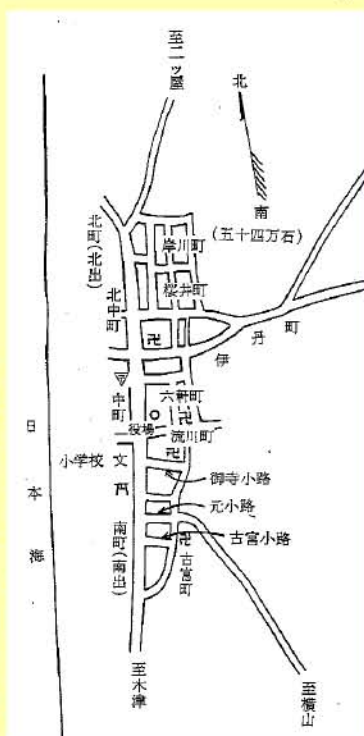 至二ッ屋
北
南
(五十四万石)
北町(北出)
岸川町
桜井町
北中町
卍
伊丹町
中町
六軒町
卍
役場
流川町
小学校 文
卍
御寺小路
元小路
古宮小路
卍
古宮町
南町(南出)
日本海
至木津
至横山